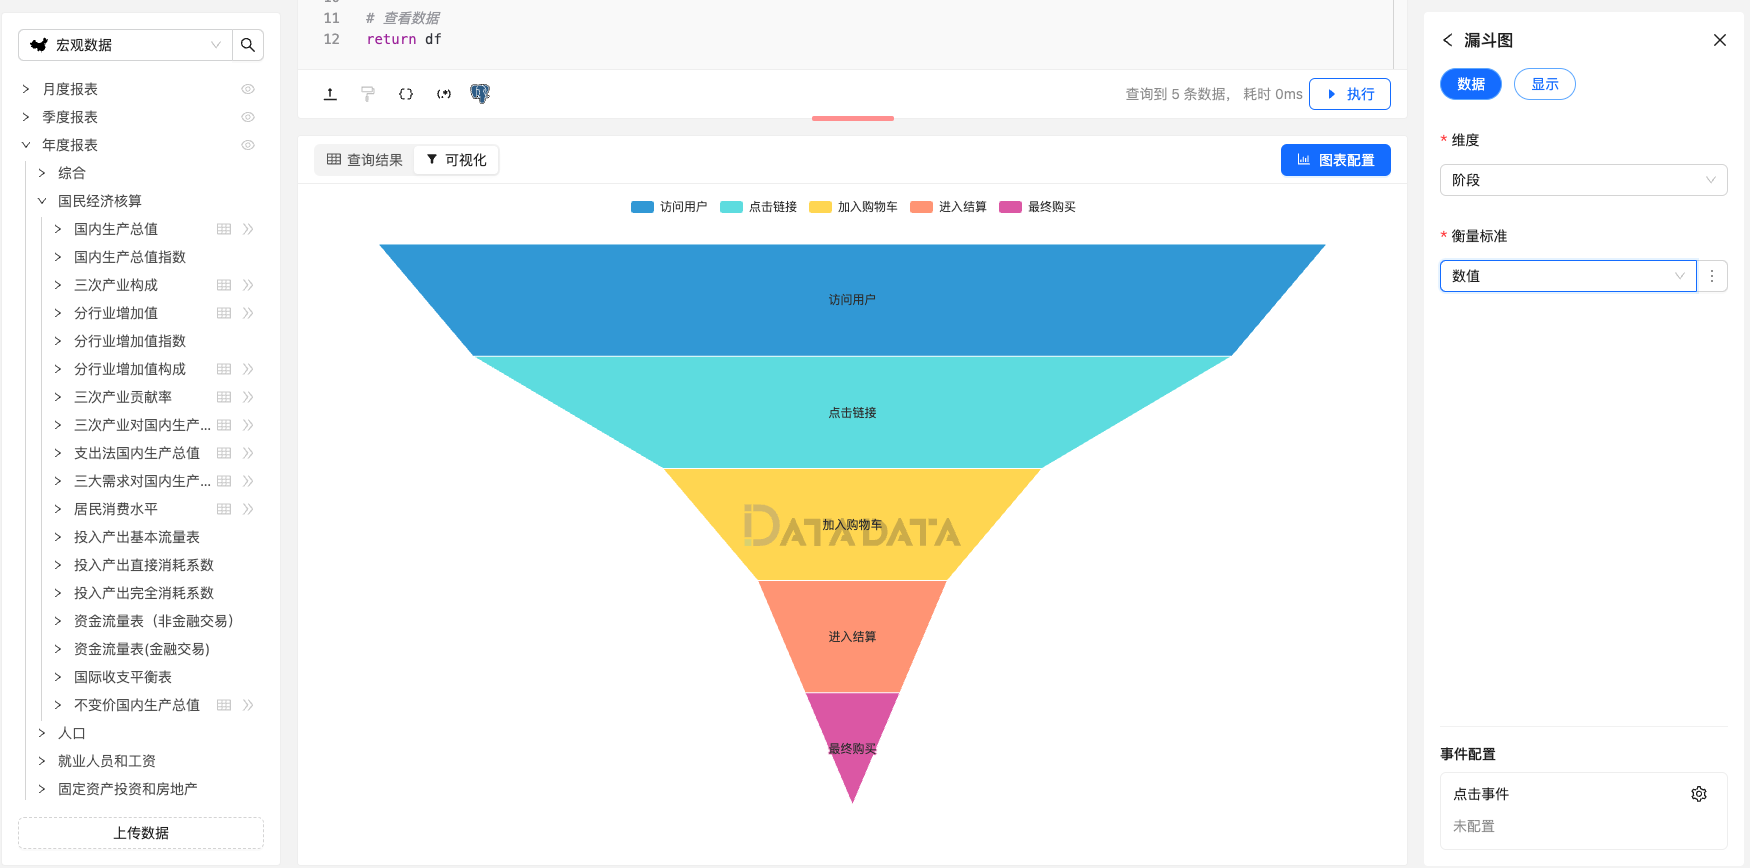 宏观数据
月度报表
季度报表
年度报表
综合
国民经济核算
国内生产总值
国内生产总值指数
三次产业构成
分行业增加值
分行业增加值指数
分行业增加值构成
三次产业贡献率
三次产业对国内生产...
支出法国内生产总值
三大需求对国内生产...
居民消费水平
投入产出基本流量表
投入产出直接消耗系数
投入产出完全消耗系数
资金流量表（非金融交易）
资金流量表(金融交易)
国际收支平衡表
不变价国内生产总值
人口
就业人员和工资
固定资产投资和房地产
上传数据
11 # 查看数据
12 return df
查询到 5 条数据， 耗时 0ms
执行
查询结果 可视化
图表配置
访问用户 点击链接 加入购物车 进入结算 最终购买
访问用户
点击链接
加入购物车
DATADATA
进入结算
最终购买
漏斗图
数据 显示
* 维度
阶段
* 衡量标准
数值
事件配置
点击事件
未配置